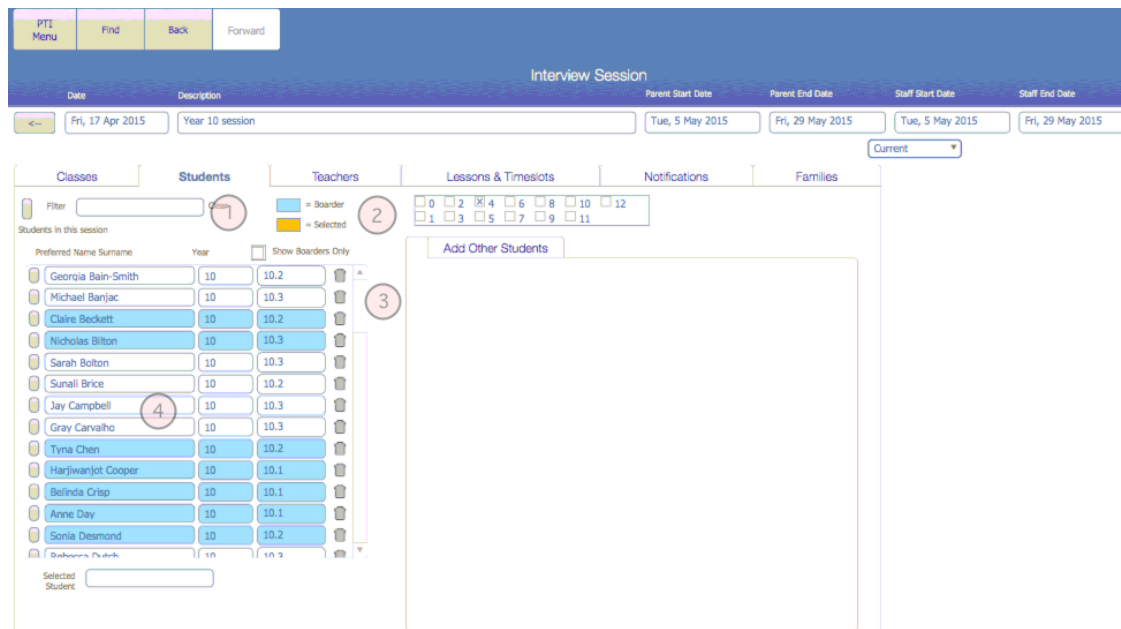 PTI Menu Find Back Forward
Interview Session
Date Description Parent Start Date Parent End Date Staff Start Date Staff End Date
<-- Fri, 17 Apr 2015 Year 10 session Tue, 5 May 2015 Fri, 29 May 2015 Tue, 5 May 2015 Fri, 29 May 2015
Current
Classes Students Teachers Lessons & Timeslots Notifications Families
Filter 1 = Boarder 2 0 2 4 6 8 10 12
= Selected 1 3 5 7 9 11
Students in this session
Add Other Students
Preferred Name Surname Year Show Boarders Only
Georgia Bain-Smith 10 10.2
Michael Banjac 10 10.3 3
Claire Beckett 10 10.2
Nicholas Bilton 10 10.3
Sarah Bolton 10 10.3
Sunali Brice 10 10.2
Jay Campbell 4 10 10.3
Gray Carvalho 10 10.3
Tyna Chen 10 10.2
Harjiwanjot Cooper 10 10.1
Belinda Crisp 10 10.1
Anne Day 10 10.1
Sonia Desmond 10 10.2
Rebecca Dutch 10 10.3
Selected
Student